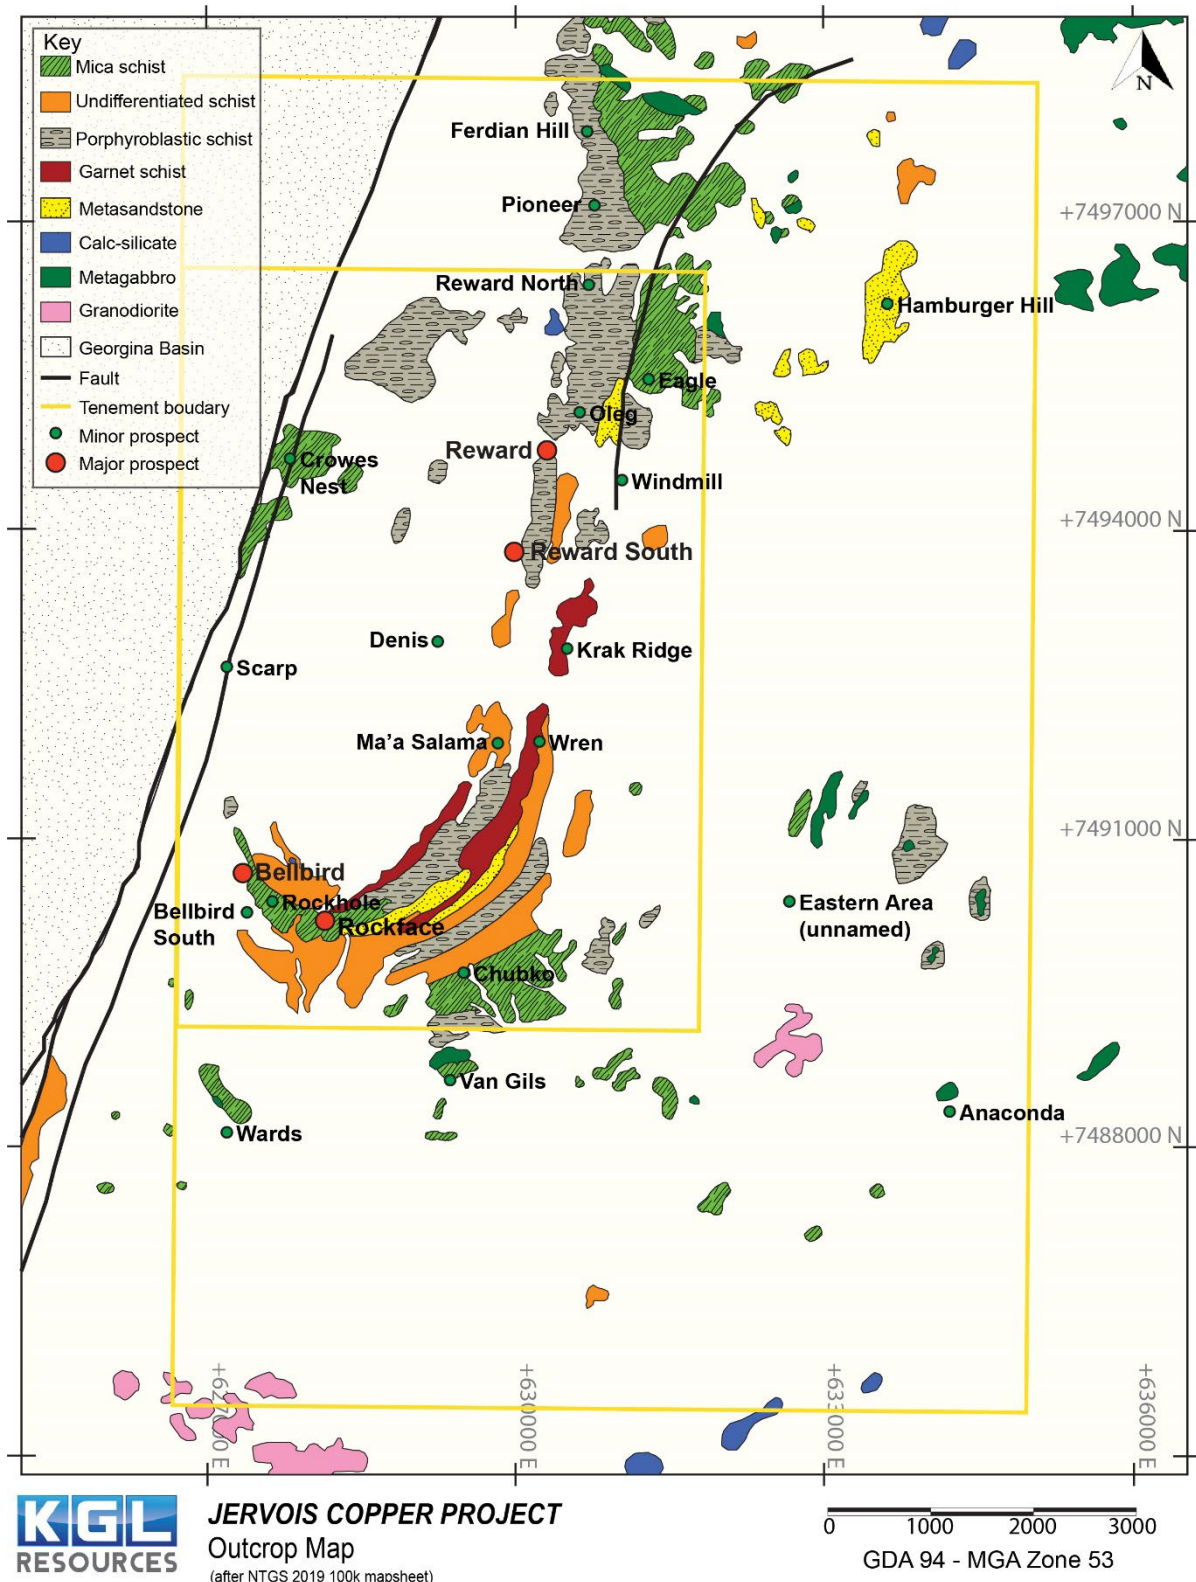 Key
Mica schist
Undifferentiated schist
Porphyroblastic schist
Garnet schist
Metasandstone
Calc-silicate
Metagabbro
Granodiorite
Georgina Basin
Fault
Tenement boudary
Minor prospect
Major prospect
N
Ferdian Hill
Pioneer
+7497000 N
Reward North
Hamburger Hill
Eagle
Oleg
Reward
Crowes
Nest
Windmill
+7494000 N
Reward South
Denis
Krak Ridge
Scarp
Ma'a Salama
Wren
+7491000 N
Bellbird
Rockhole
Bellbird
South
Rockface
Eastern Area
(unnamed)
Chubko
Van Gils
Anaconda
Wards
+7488000 N
+627000 E
+630000 E
+633000 E
+636000 E
KGL
RESOURCES
JERVOIS COPPER PROJECT
Outcrop Map
(after NTGS 2019 100k mapsheet)
0 1000 2000 3000
GDA 94 - MGA Zone 53